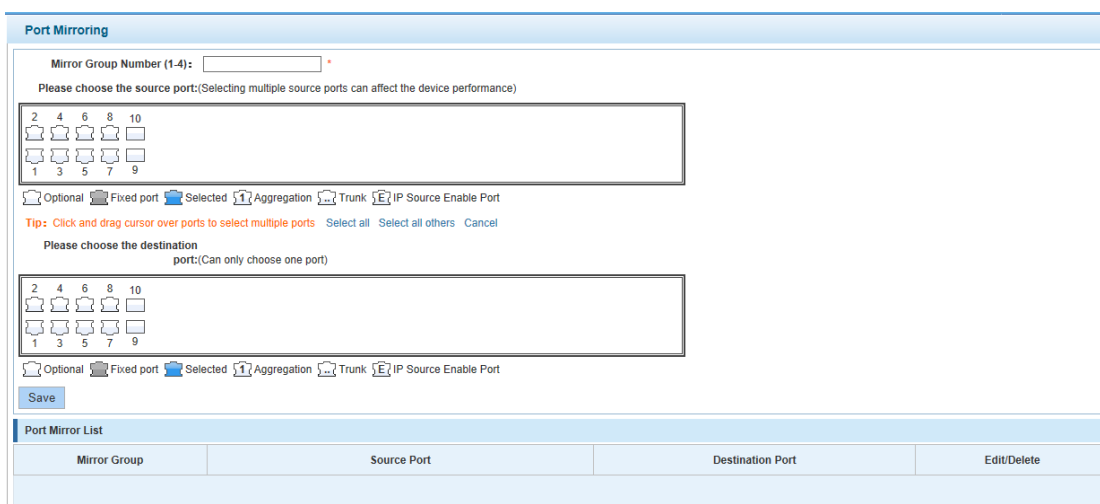 Port Mirroring
Mirror Group Number (1-4): *
Please choose the source port:(Selecting multiple source ports can affect the device performance)
2 4 6 8 10
1 3 5 7 9
Optional Fixed port Selected 1 Aggregation .. Trunk E IP Source Enable Port
Tip: Click and drag cursor over ports to select multiple ports Select all Select all others Cancel
Please choose the destination
port:(Can only choose one port)
2 4 6 8 10
1 3 5 7 9
Optional Fixed port Selected 1 Aggregation .. Trunk E IP Source Enable Port
Save
Port Mirror List
Mirror Group Source Port Destination Port Edit/Delete